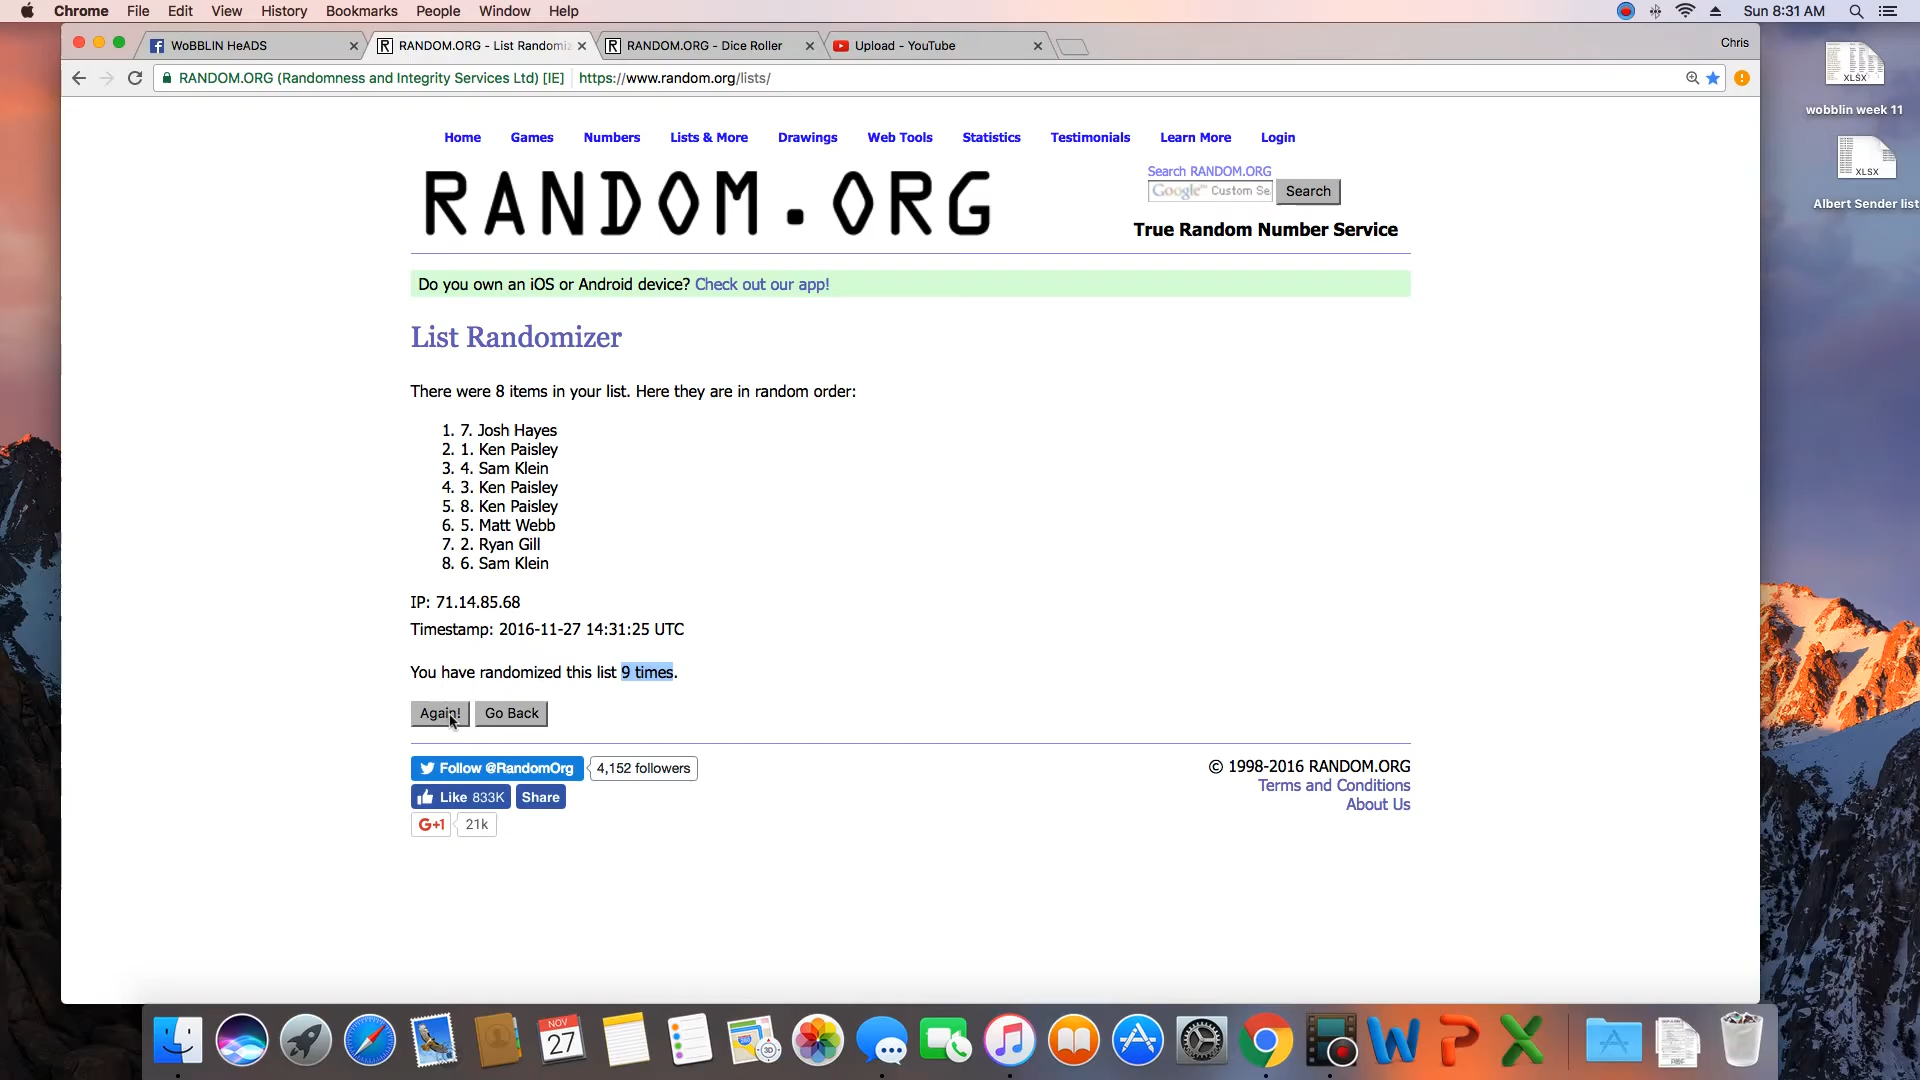 Chrome File Edit View History Bookmarks People Window Help Sun 8:31 AM
WoBBLIN HeADS RANDOM.ORG - List Randomiz RANDOM.ORG - Dice Roller Upload - YouTube Chris
RANDOM.ORG (Randomness and Integrity Services Ltd) [IE] https://www.random.org/lists/
XLSX
wobblin week 11
XLSX
Albert Sender list
Home Games Numbers Lists & More Drawings Web Tools Statistics Testimonials Learn More Login
RANDOM.ORG
Search RANDOM.ORG
Google™ Custom Se Search
True Random Number Service
Do you own an iOS or Android device? Check out our app!
List Randomizer
There were 8 items in your list. Here they are in random order:
1. 7. Josh Hayes
2. 1. Ken Paisley
3. 4. Sam Klein
4. 3. Ken Paisley
5. 8. Ken Paisley
6. 5. Matt Webb
7. 2. Ryan Gill
8. 6. Sam Klein
IP: 71.14.85.68
Timestamp: 2016-11-27 14:31:25 UTC
You have randomized this list 9 times.
Again! Go Back
Follow @RandomOrg 4,152 followers
Like 833K Share
G+1 21k
© 1998-2016 RANDOM.ORG
Terms and Conditions
About Us
NOV
27
3D